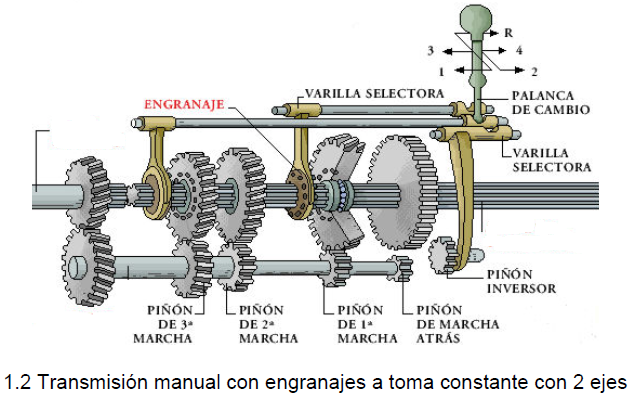 R
3
4
1
2
VARILLA SELECTORA
ENGRANAJE
PALANCA
DE CAMBIO
VARILLA
SELECTORA
PIÑÓN
INVERSOR
PIÑÓN
DE 3ª
MARCHA
PIÑÓN
DE 2ª
MARCHA
PIÑÓN
DE 1ª
MARCHA
PIÑÓN
DE MARCHA
ATRÁS
1.2 Transmisión manual con engranajes a toma constante con 2 ejes